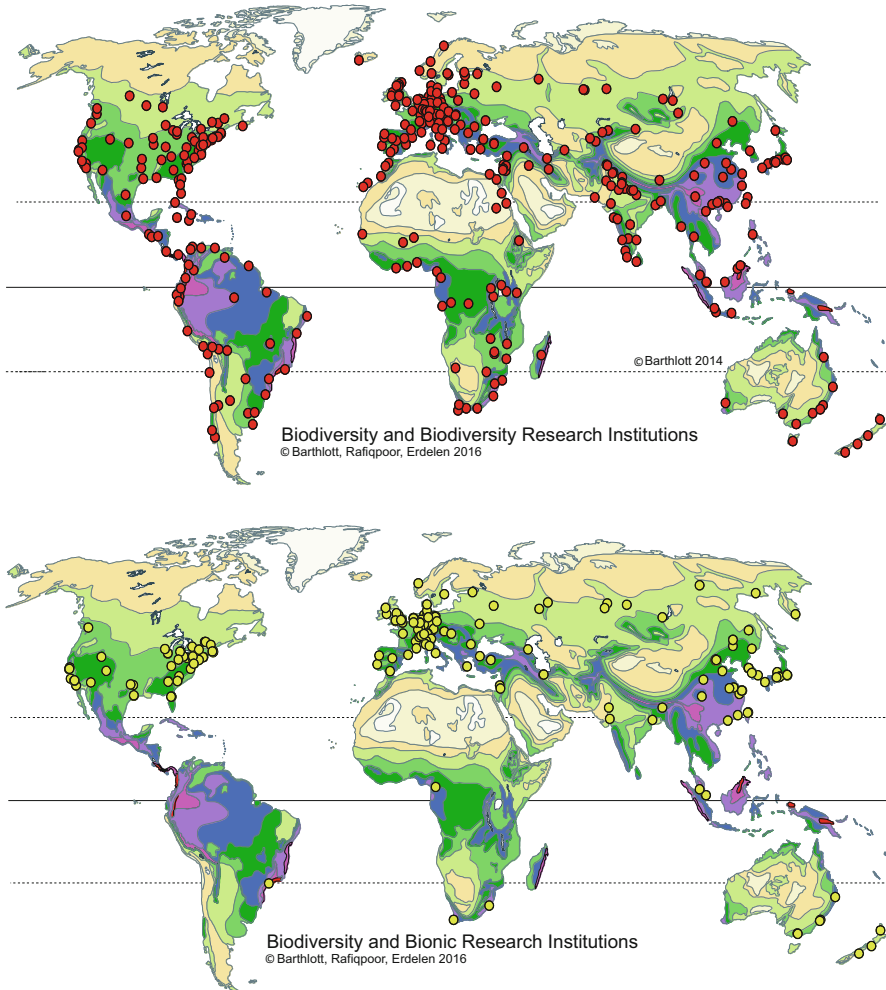 © Barthlott 2014
Biodiversity and Biodiversity Research Institutions
© Barthlott, Rafiqpoor, Erdelen 2016
Biodiversity and Bionic Research Institutions
© Barthlott, Rafiqpoor, Erdelen 2016